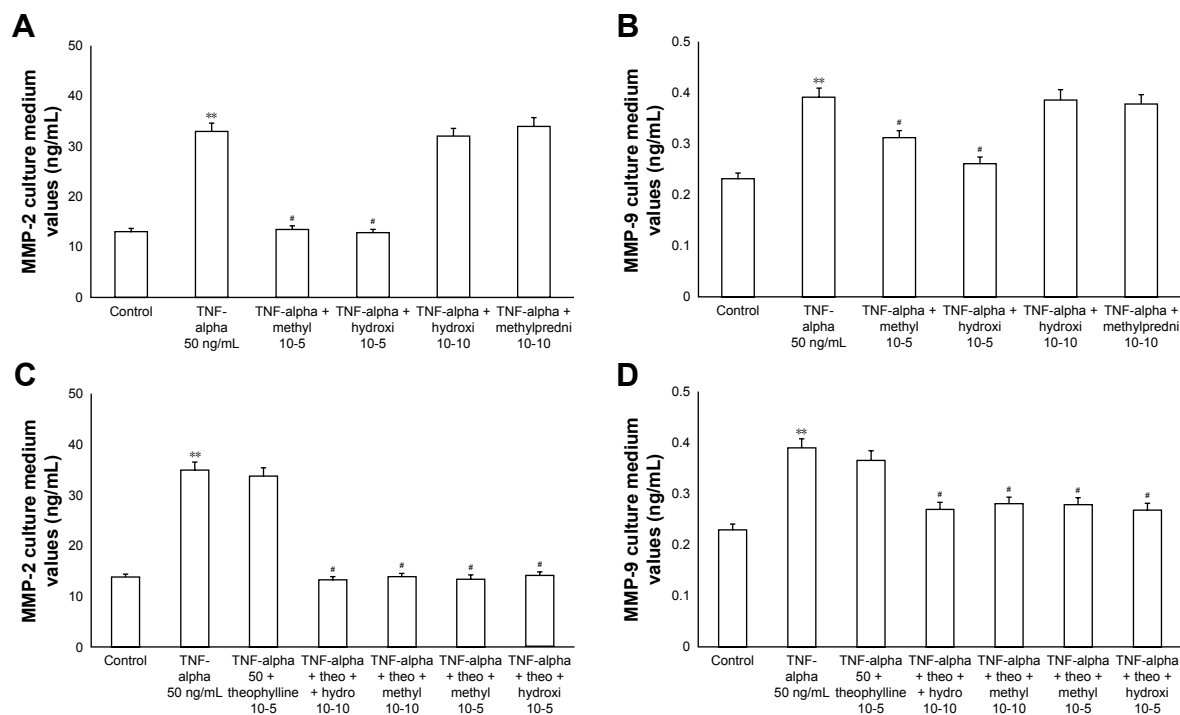 A
MMP-2 culture medium
values (ng/mL)
50
40
30
20
10
0
**
#
#
Control
TNF-
alpha
50 ng/mL
TNF-alpha +
methyl
10-5
TNF-alpha +
hydroxi
10-5
TNF-alpha +
hydroxi
10-10
TNF-alpha +
methylpredni
10-10
B
MMP-9 culture medium
values (ng/mL)
0.5
0.4
0.3
0.2
0.1
0
**
#
#
Control
TNF-
alpha
50 ng/mL
TNF-alpha +
methyl
10-5
TNF-alpha +
hydroxi
10-5
TNF-alpha +
hydroxi
10-10
TNF-alpha +
methylpredni
10-10
C
MMP-2 culture medium
values (ng/mL)
50
40
30
20
10
0
**
#
#
#
#
Control
TNF-
alpha
50 ng/mL
TNF-alpha
50 +
theophylline
10-5
TNF-alpha
+ theo +
+ hydro
10-10
TNF-alpha
+ theo +
methyl
10-10
TNF-alpha
+ theo +
methyl
10-5
TNF-alpha
+ theo +
hydroxi
10-5
D
MMP-9 culture medium
values (ng/mL)
0.5
0.4
0.3
0.2
0.1
0
**
#
#
#
#
Control
TNF-
alpha
50 ng/mL
TNF-alpha
50 +
theophylline
10-5
TNF-alpha
+ theo +
+ hydro
10-10
TNF-alpha
+ theo +
methyl
10-10
TNF-alpha
+ theo +
methyl
10-5
TNF-alpha
+ theo +
hydroxi
10-5